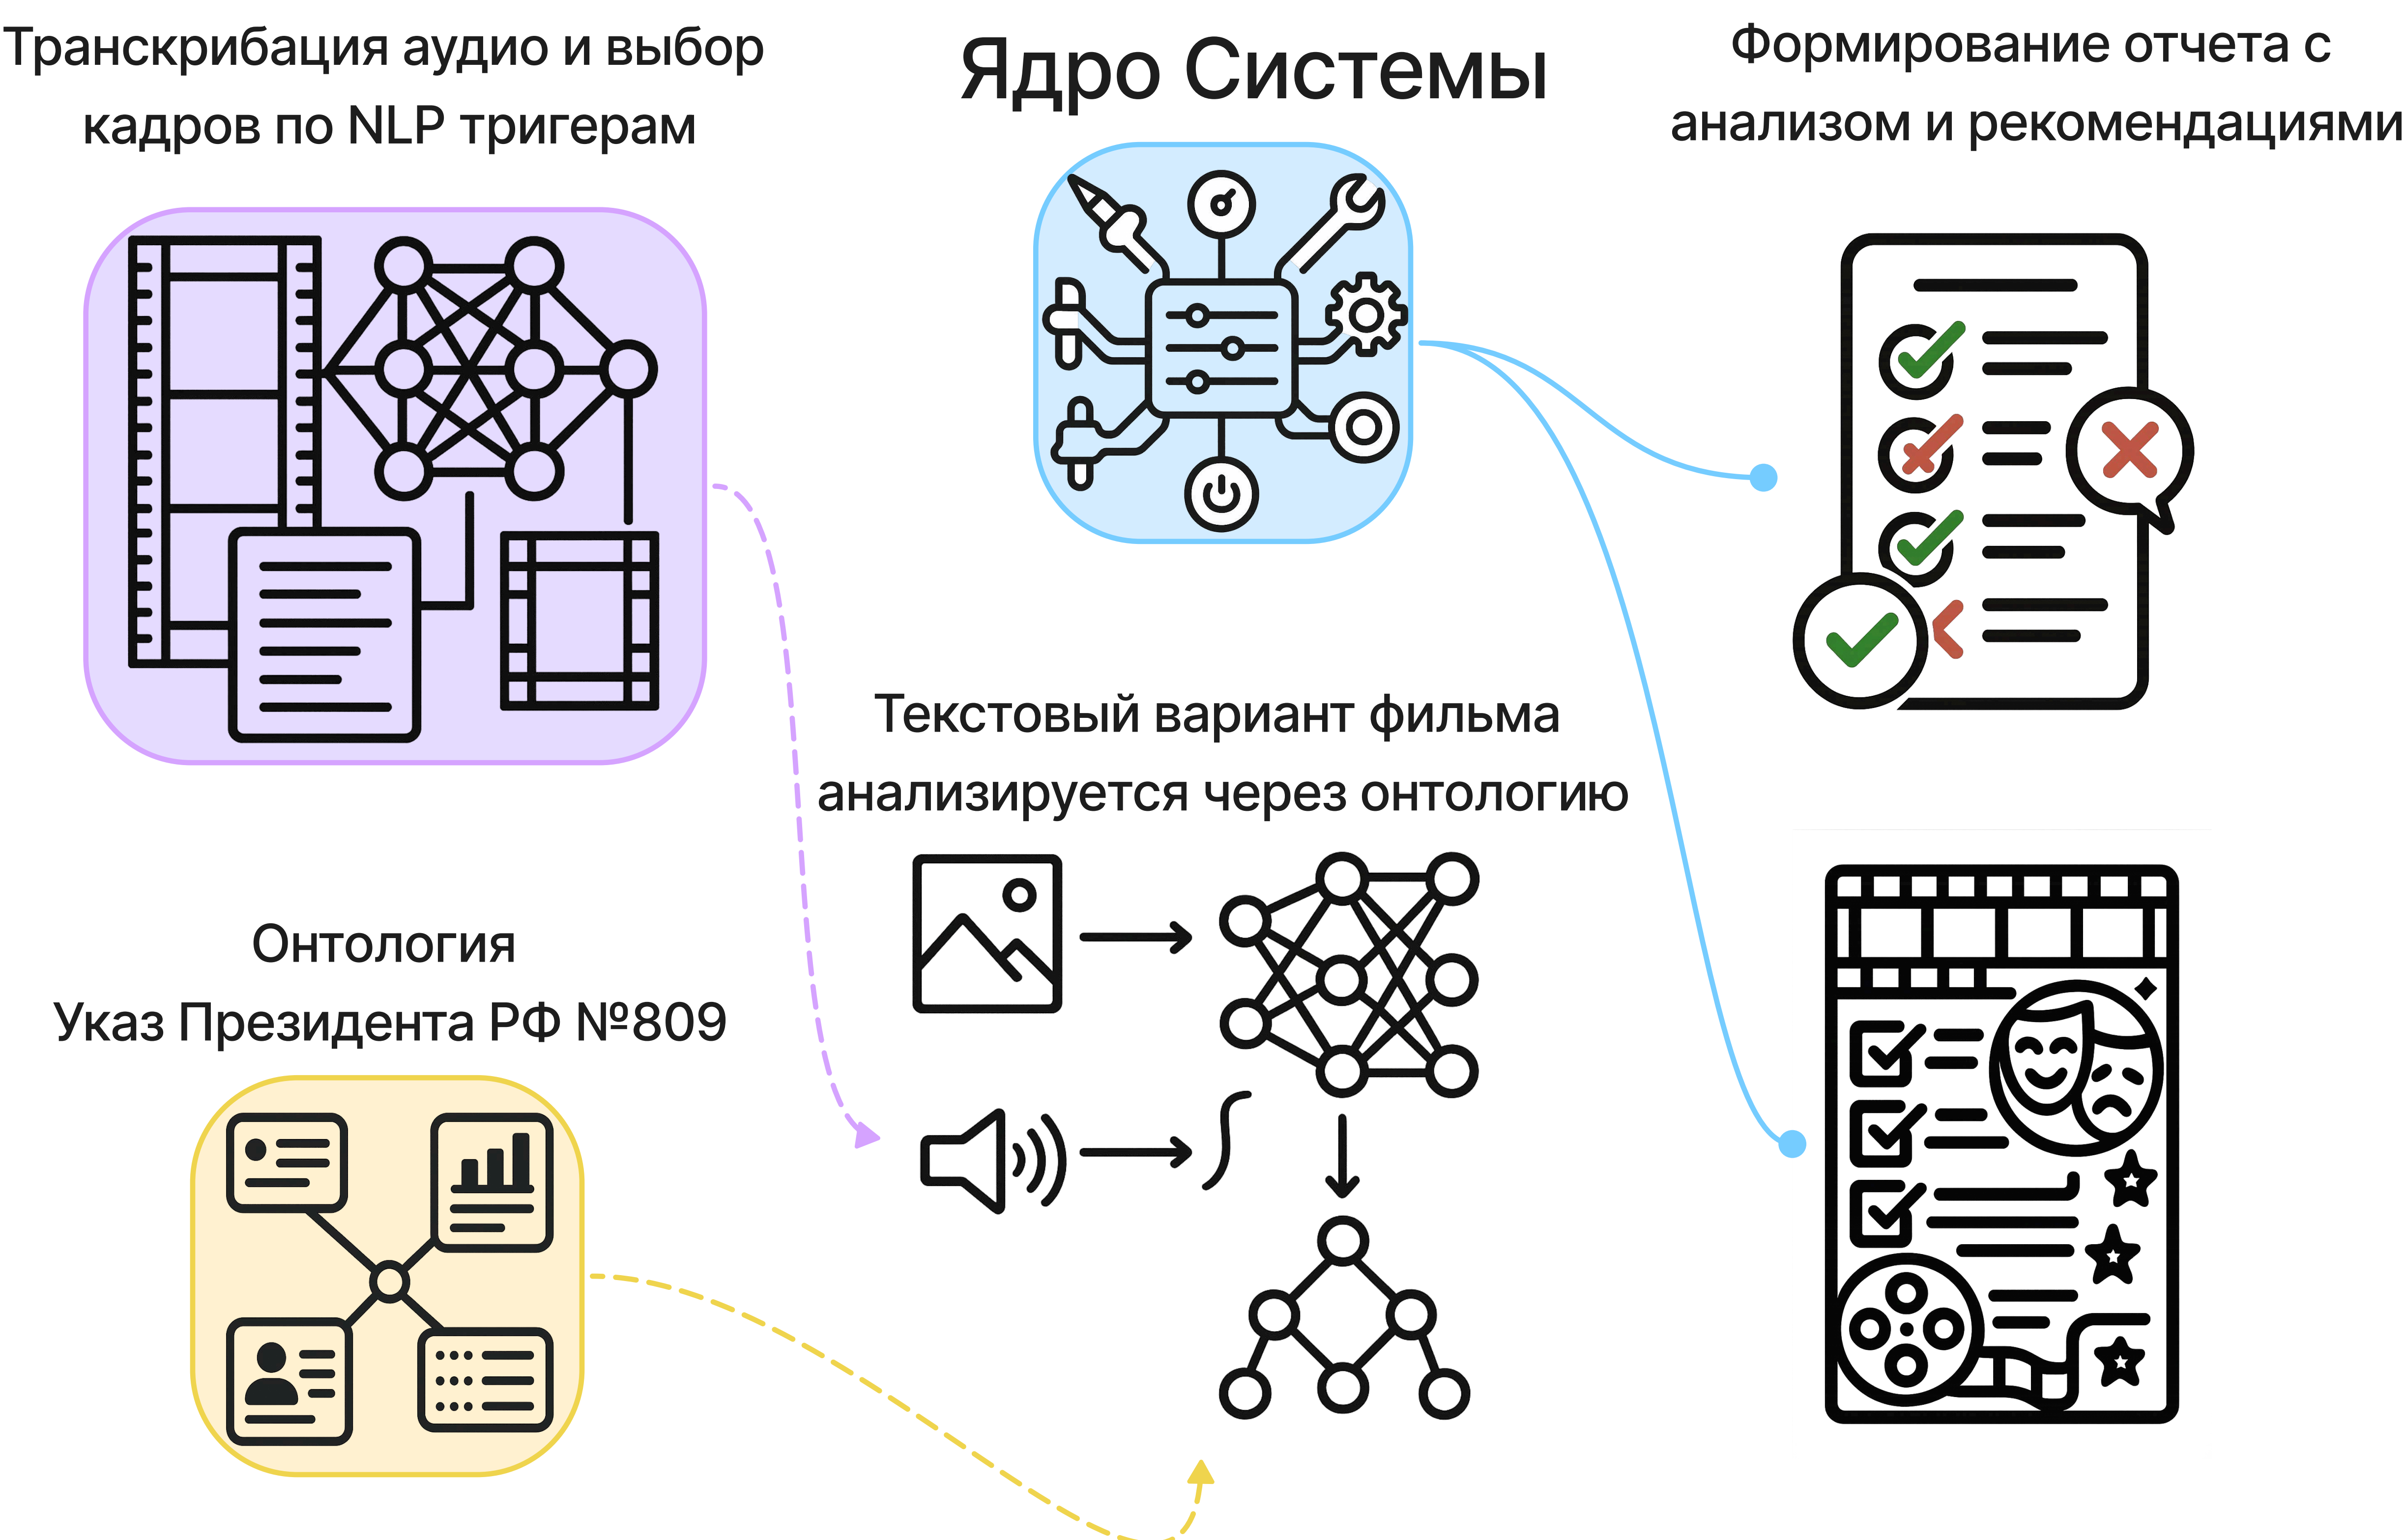 Транскрибация аудио и выбор
кадров по NLP тригерам
Ядро Системы
Формирование отчета с
анализом и рекомендациями
Текстовый вариант фильма
анализируется через онтологию
Онтология
Указ Президента РФ №809